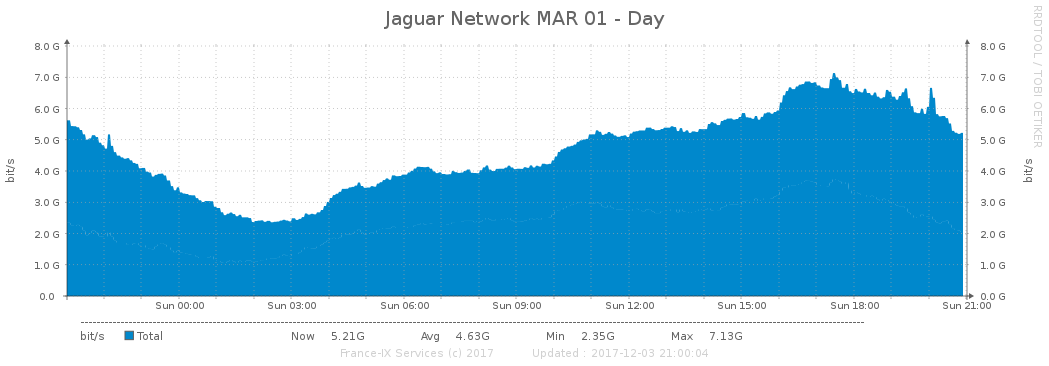 Jaguar Network MAR 01 - Day
RRDTOOL / TOBI OETIKER
bit/s
8.0 G
7.0 G
6.0 G
5.0 G
4.0 G
3.0 G
2.0 G
1.0 G
0.0
8.0 G
7.0 G
6.0 G
5.0 G
4.0 G
3.0 G
2.0 G
1.0 G
0.0 G
bit/s
Sun 00:00 Sun 03:00 Sun 06:00 Sun 09:00 Sun 12:00 Sun 15:00 Sun 18:00 Sun 21:00
bit/s Total Now 5.21G Avg 4.63G Min 2.35G Max 7.13G
France-IX Services (c) 2017 Updated : 2017-12-03 21:00:04